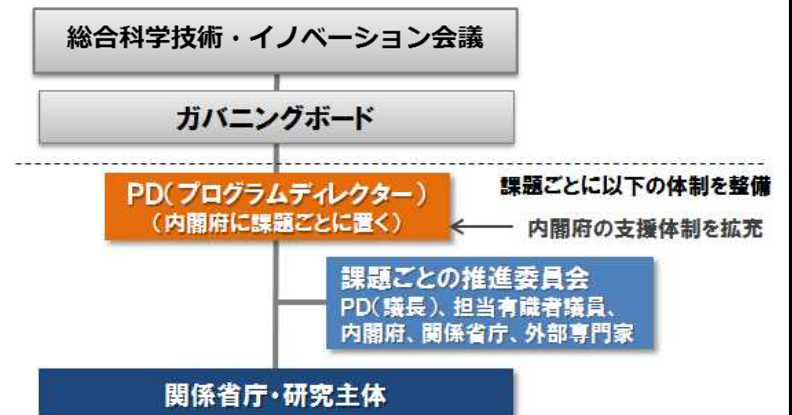 総合科学技術・イノベーション会議
ガバニングボード
PD(プログラムディレクター)
(内閣府に課題ごとに置く)
課題ごとに以下の体制を整備
内閣府の支援体制を拡充
課題ごとの推進委員会
PD(議長)、担当有識者議員、
内閣府、関係省庁、外部専門家
関係省庁・研究主体